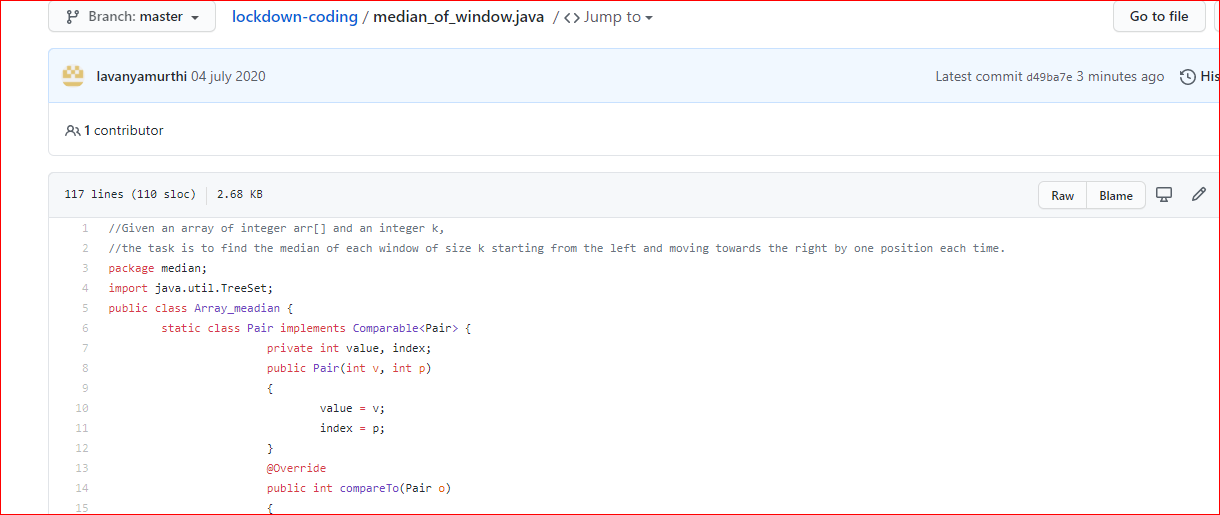 Branch: master lockdown-coding / median_of_window.java / <> Jump to Go to file
lavanyamurthi 04 july 2020 Latest commit d49ba7e 3 minutes ago His
1 contributor
117 lines (110 sloc) 2.68 KB Raw Blame
1 //Given an array of integer arr[] and an integer k,
2 //the task is to find the median of each window of size k starting from the left and moving towards the right by one position each time.
3 package median;
4 import java.util.TreeSet;
5 public class Array_meadian {
6 static class Pair implements Comparable<Pair> {
7 private int value, index;
8 public Pair(int v, int p)
9 {
10 value = v;
11 index = p;
12 }
13 @Override
14 public int compareTo(Pair o)
15 {